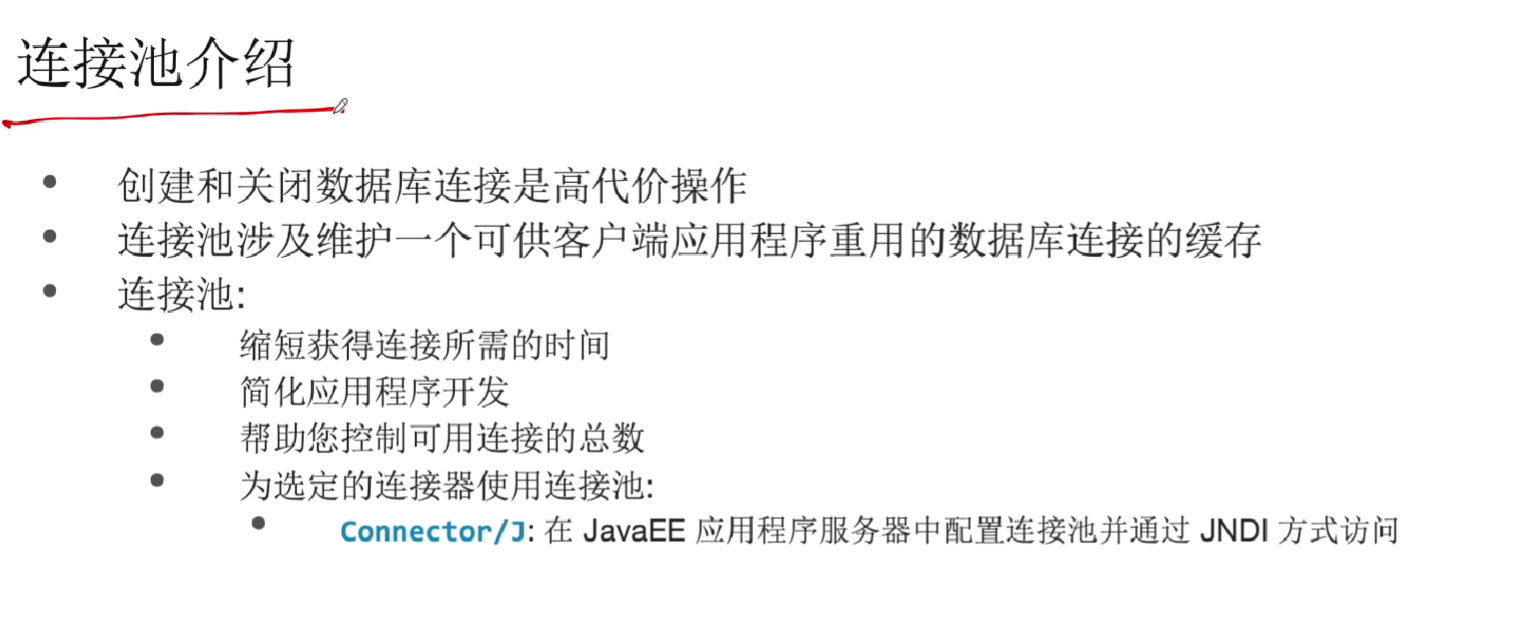 连接池介绍
创建和关闭数据库连接是高代价操作
连接池涉及维护一个可供客户端应用程序重用的数据库连接的缓存
连接池:
缩短获得连接所需的时间
简化应用程序开发
帮助您控制可用连接的总数
为选定的连接器使用连接池:
Connector/J: 在 JavaEE 应用程序服务器中配置连接池并通过 JNDI 方式访问